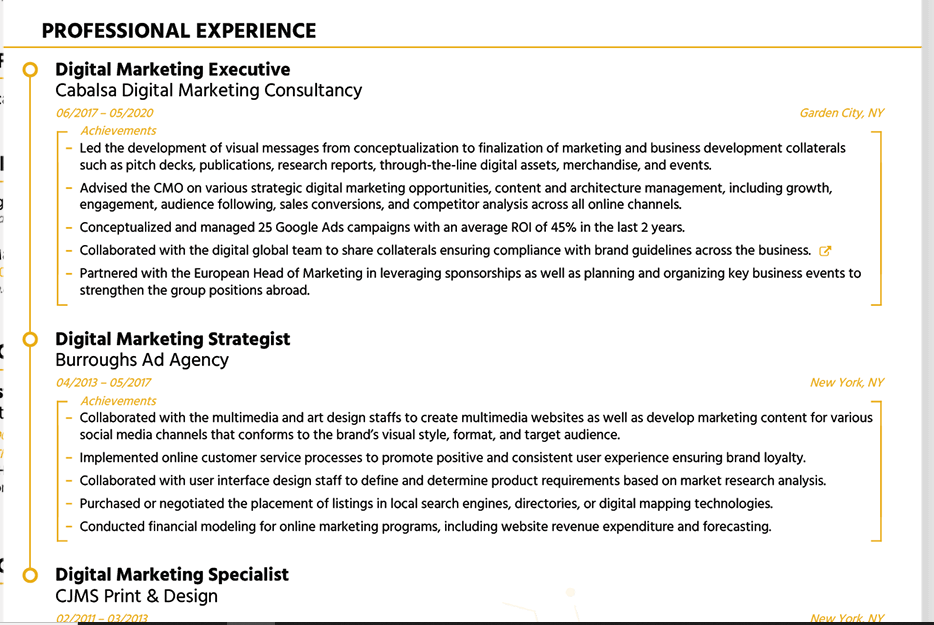 PROFESSIONAL EXPERIENCE
Digital Marketing Executive
Cabalsa Digital Marketing Consultancy
06/2017 – 05/2020 Garden City, NY
Achievements
– Led the development of visual messages from conceptualization to finalization of marketing and business development collaterals
such as pitch decks, publications, research reports, through-the-line digital assets, merchandise, and events.
– Advised the CMO on various strategic digital marketing opportunities, content and architecture management, including growth,
engagement, audience following, sales conversions, and competitor analysis across all online channels.
– Conceptualized and managed 25 Google Ads campaigns with an average ROI of 45% in the last 2 years.
– Collaborated with the digital global team to share collaterals ensuring compliance with brand guidelines across the business.
– Partnered with the European Head of Marketing in leveraging sponsorships as well as planning and organizing key business events to
strengthen the group positions abroad.
Digital Marketing Strategist
Burroughs Ad Agency
04/2013 – 05/2017 New York, NY
Achievements
– Collaborated with the multimedia and art design staffs to create multimedia websites as well as develop marketing content for various
social media channels that conforms to the brand's visual style, format, and target audience.
– Implemented online customer service processes to promote positive and consistent user experience ensuring brand loyalty.
– Collaborated with user interface design staff to define and determine product requirements based on market research analysis.
– Purchased or negotiated the placement of listings in local search engines, directories, or digital mapping technologies.
– Conducted financial modeling for online marketing programs, including website revenue expenditure and forecasting.
Digital Marketing Specialist
CJMS Print & Design
02/2011 – 03/2013 New York, NY